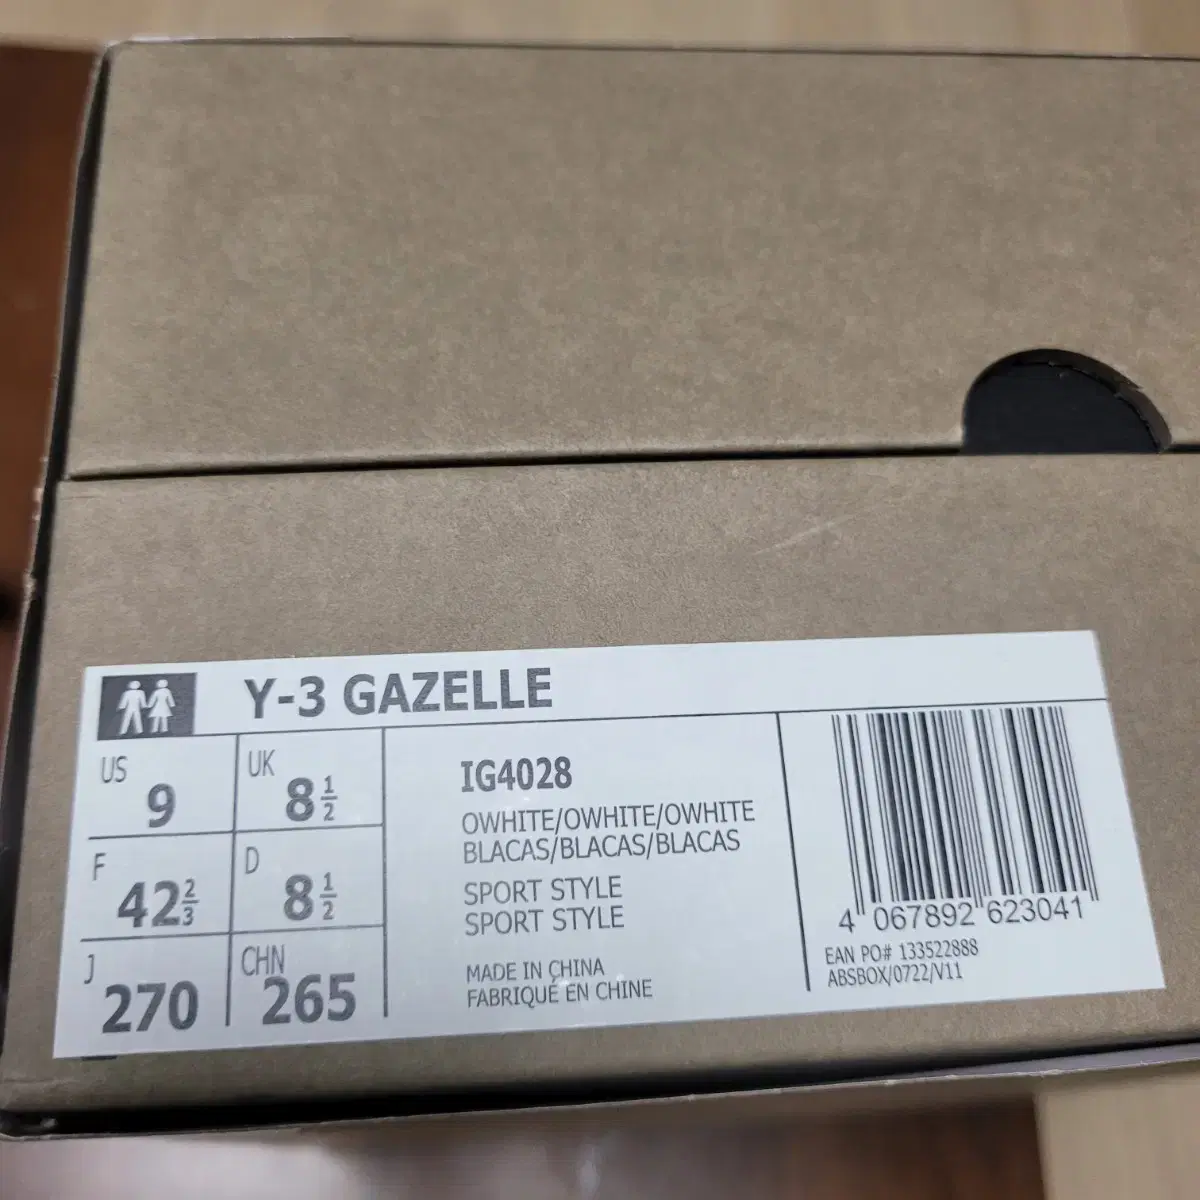 Y-3 GAZELLE
US 9
UK 8 1/2
F 42 2/3
D 8 1/2
J 270
CHN 265
IG4028
OWHITE/OWHITE/OWHITE
BLACAS/BLACAS/BLACAS
SPORT STYLE
SPORT STYLE
MADE IN CHINA
FABRIQUÉ EN CHINE
4 067892 623041
EAN PO# 133522888
ABSBOX/0722/V11